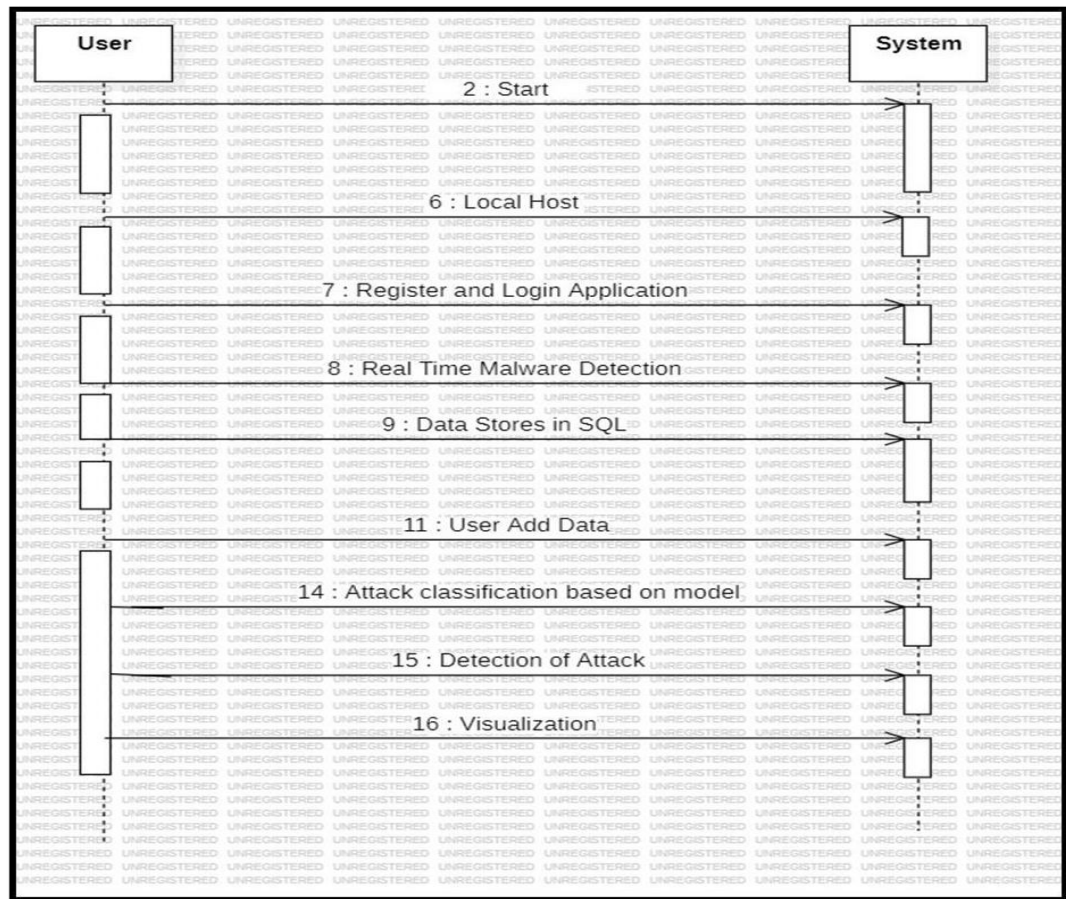 User
System
2 : Start
6 : Local Host
7 : Register and Login Application
8 : Real Time Malware Detection
9 : Data Stores in SQL
11 : User Add Data
14 : Attack classification based on model
15 : Detection of Attack
16 : Visualization
UNREGISTERED